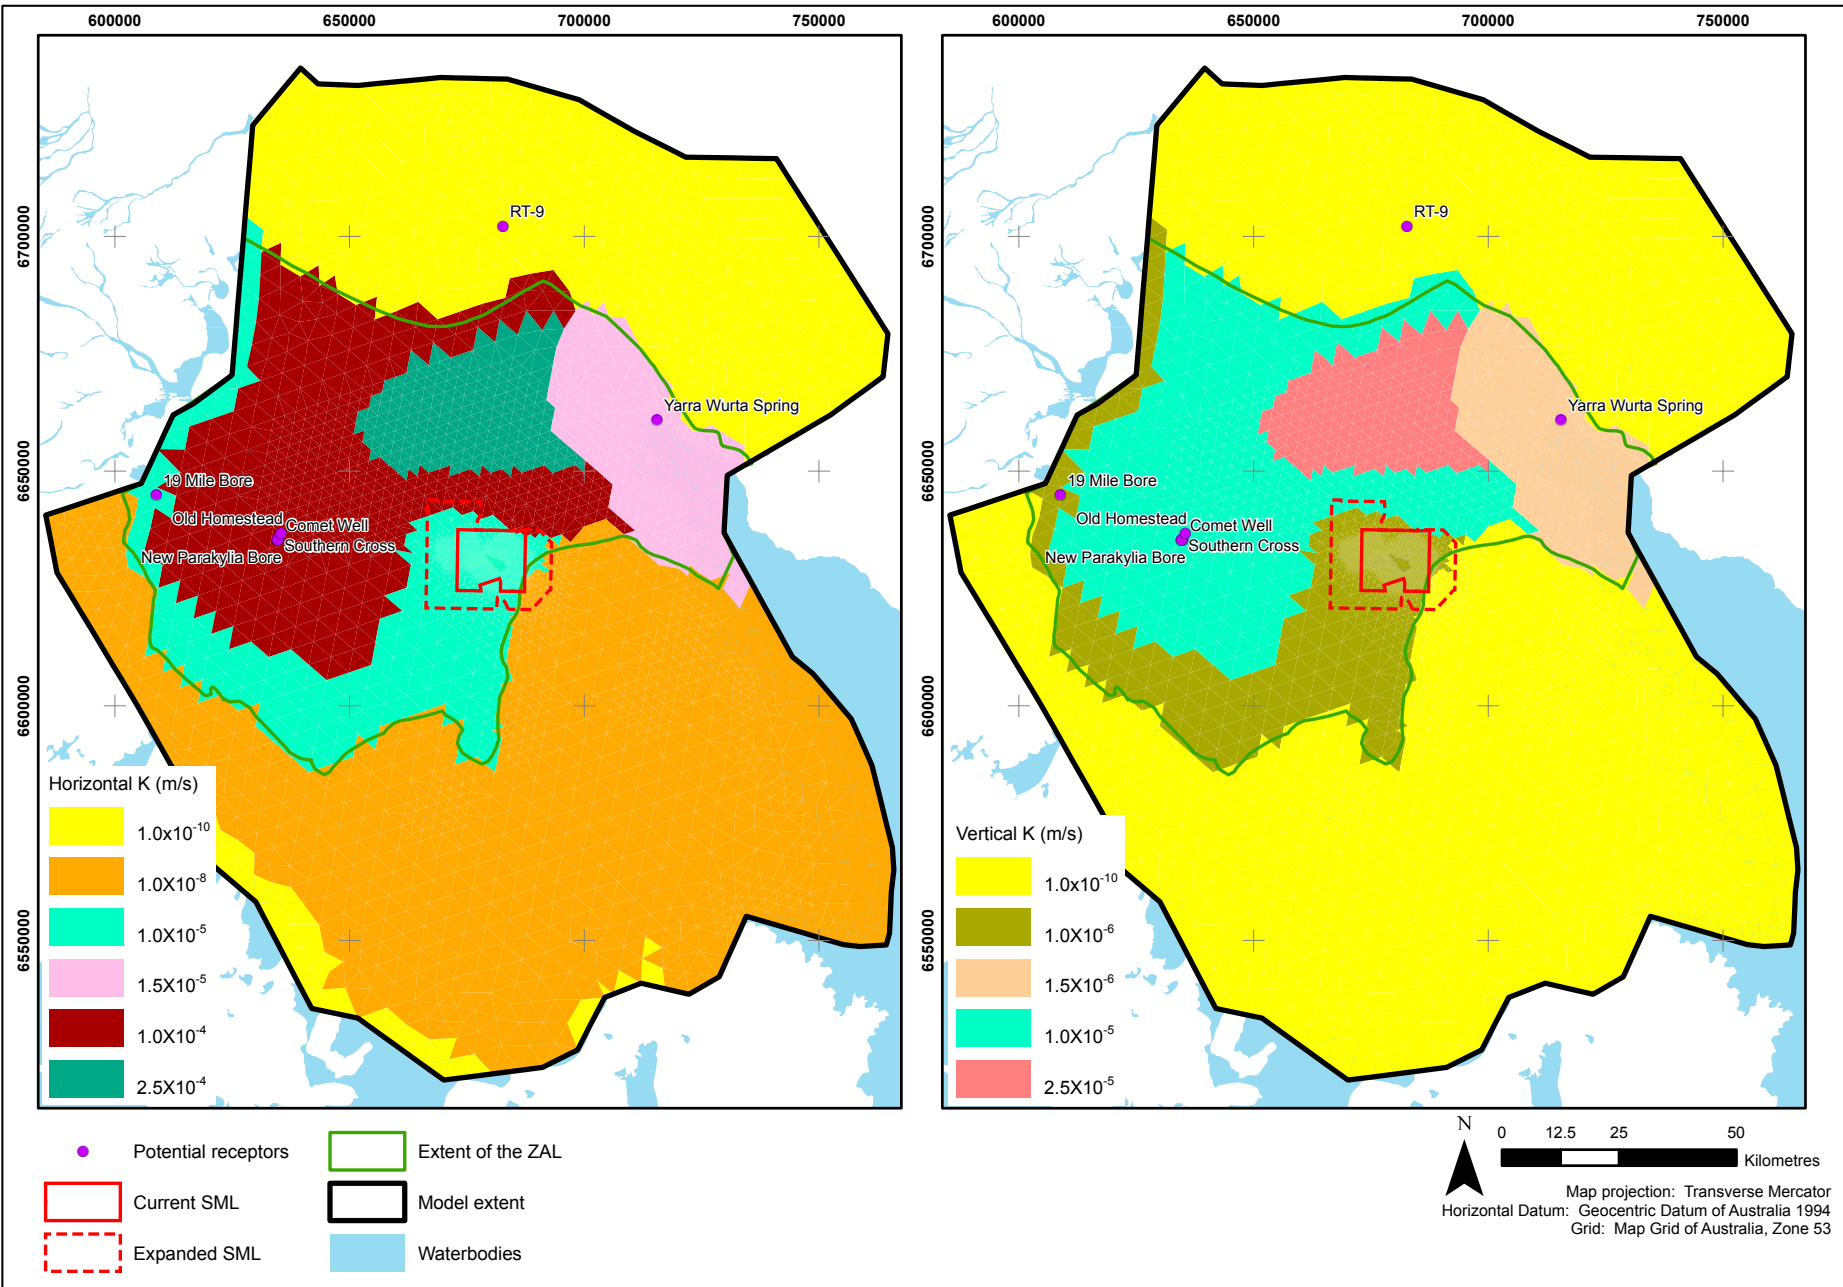 600000 650000 700000 750000
600000 650000 700000 750000
6700000
6650000
6600000
6550000
RT-9
Yarra Wurta Spring
19 Mile Bore
Old Homestead
Comet Well
Southern Cross
New Parakylia Bore
Horizontal K (m/s)
1.0x10⁻¹⁰
1.0X10⁻⁸
1.0X10⁻⁵
1.5X10⁻⁵
1.0X10⁻⁴
2.5X10⁻⁴
6700000
6650000
6600000
6550000
RT-9
Yarra Wurta Spring
19 Mile Bore
Old Homestead
Comet Well
Southern Cross
New Parakylia Bore
Vertical K (m/s)
1.0x10⁻¹⁰
1.0X10⁻⁶
1.5X10⁻⁶
1.0X10⁻⁵
2.5X10⁻⁵
Potential receptors
Current SML
Expanded SML
Extent of the ZAL
Model extent
Waterbodies
N
0 12.5 25 50
Kilometres
Map projection: Transverse Mercator
Horizontal Datum: Geocentric Datum of Australia 1994
Grid: Map Grid of Australia, Zone 53